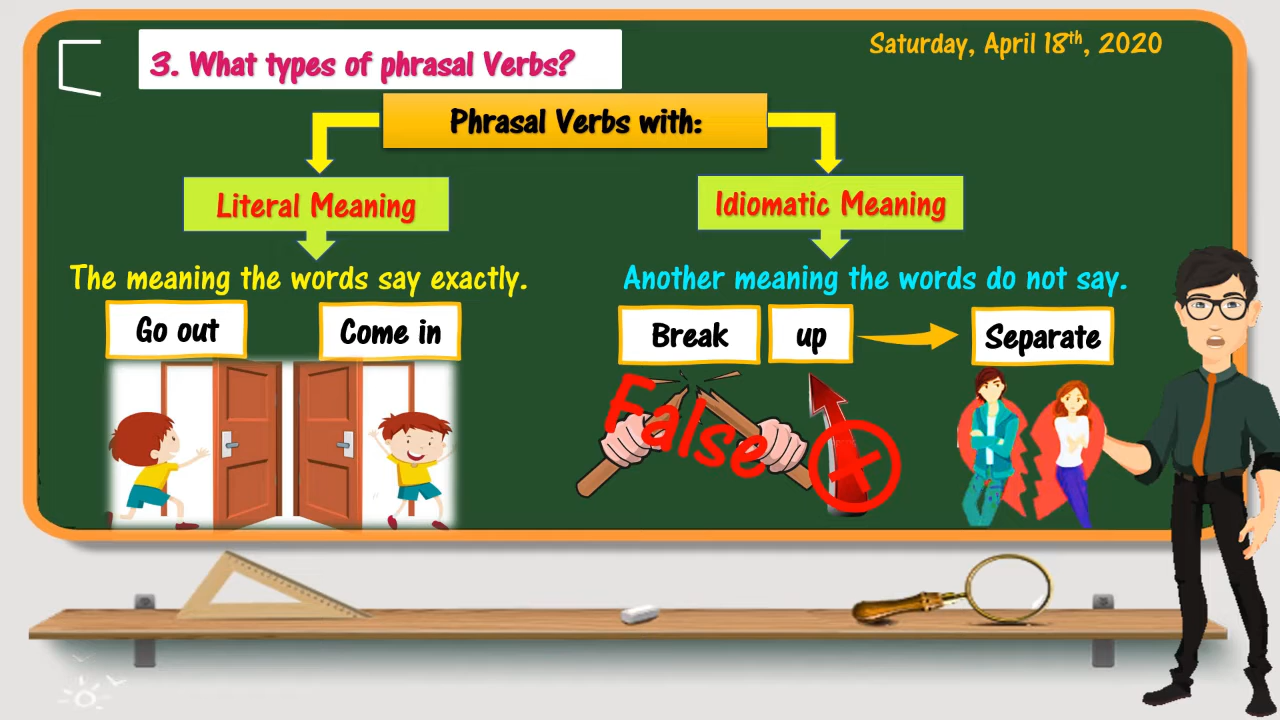 Saturday, April 18th, 2020
3. What types of phrasal Verbs?
Phrasal Verbs with:
Literal Meaning
Idiomatic Meaning
The meaning the words say exactly.
Another meaning the words do not say.
Go out
Come in
Break
up
Separate
False